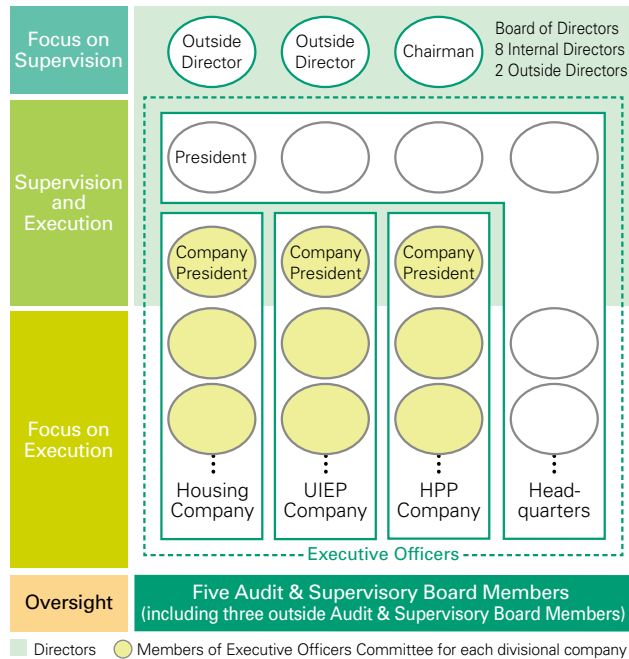 Focus on
Supervision
Outside
Director
Outside
Director
Chairman
Board of Directors
8 Internal Directors
2 Outside Directors
Supervision
and
Execution
President
Company
President
Company
President
Company
President
Focus on
Execution
Housing
Company
UIEP
Company
HPP
Company
Head-
quarters
Executive Officers
Oversight
Five Audit & Supervisory Board Members
(including three outside Audit & Supervisory Board Members)
Directors
Members of Executive Officers Committee for each divisional company